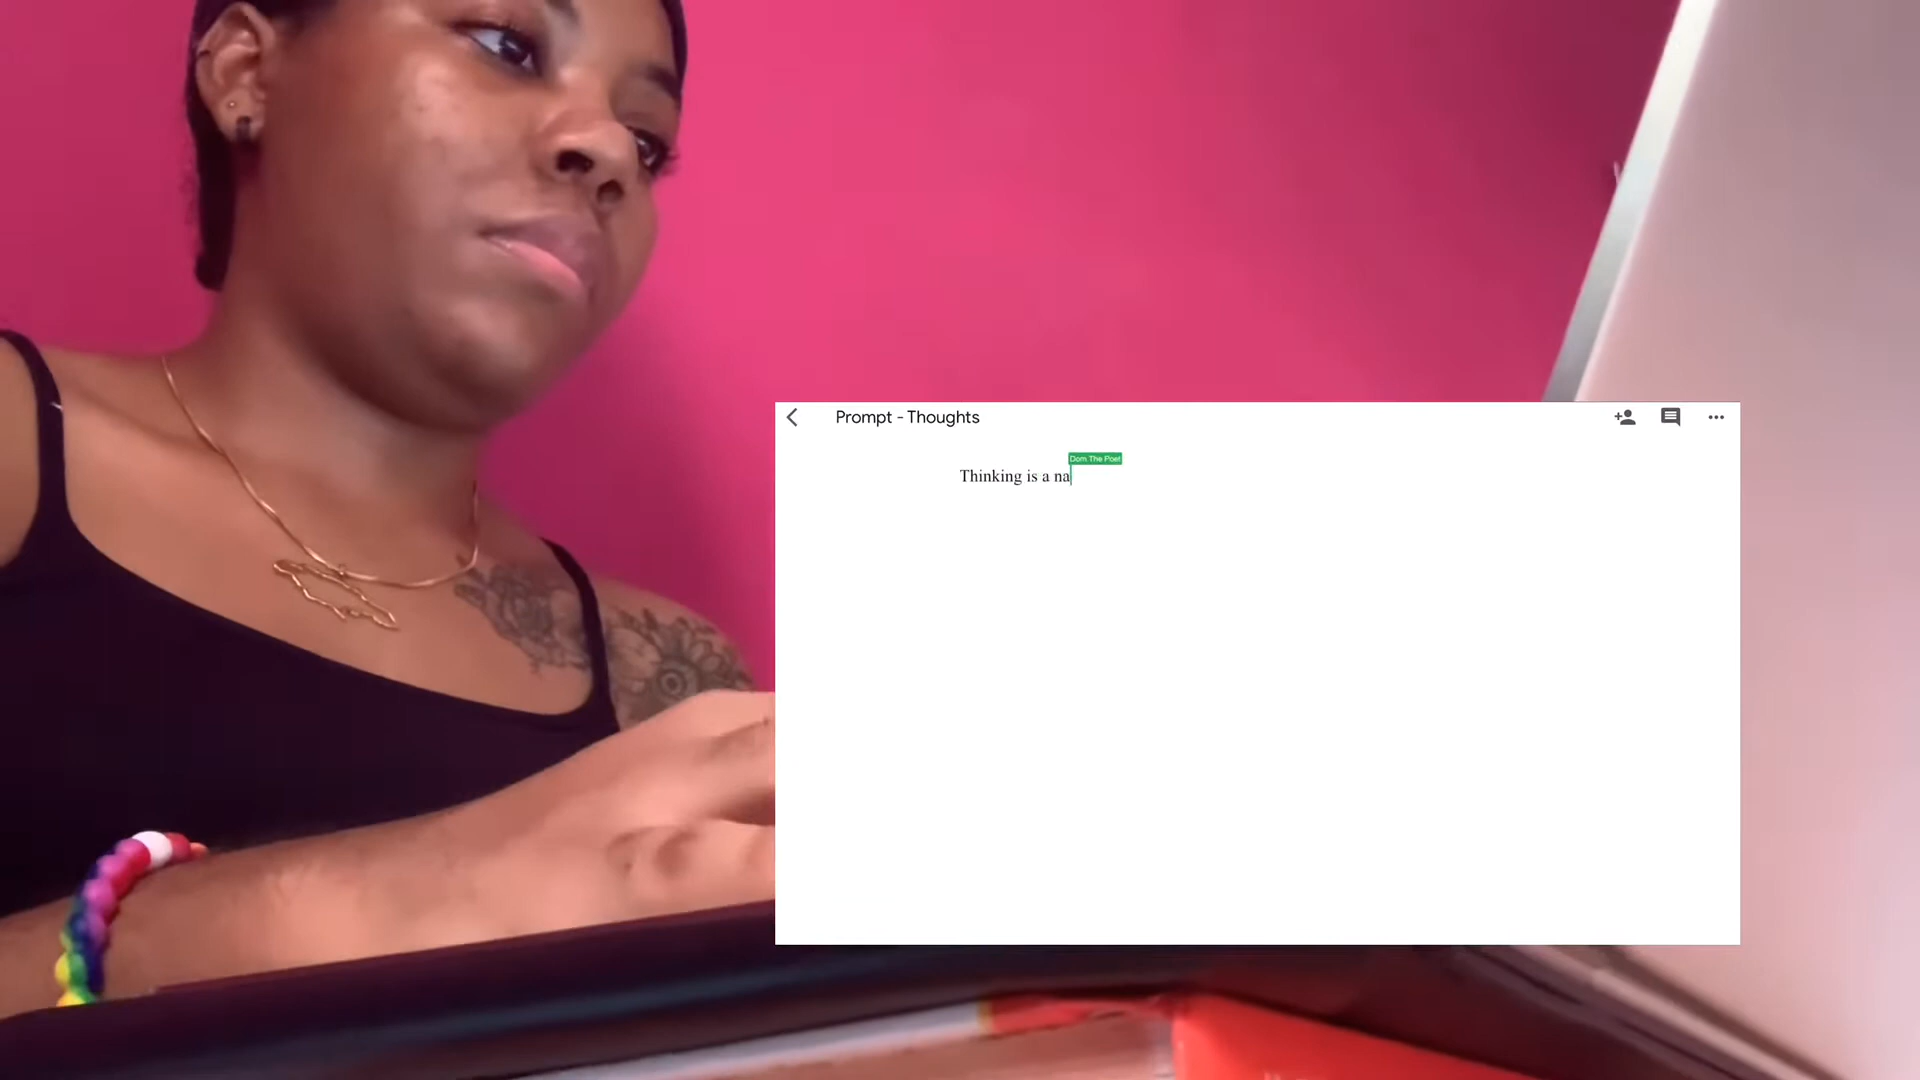 Prompt - Thoughts
Dom.The.Poet
Thinking is a na